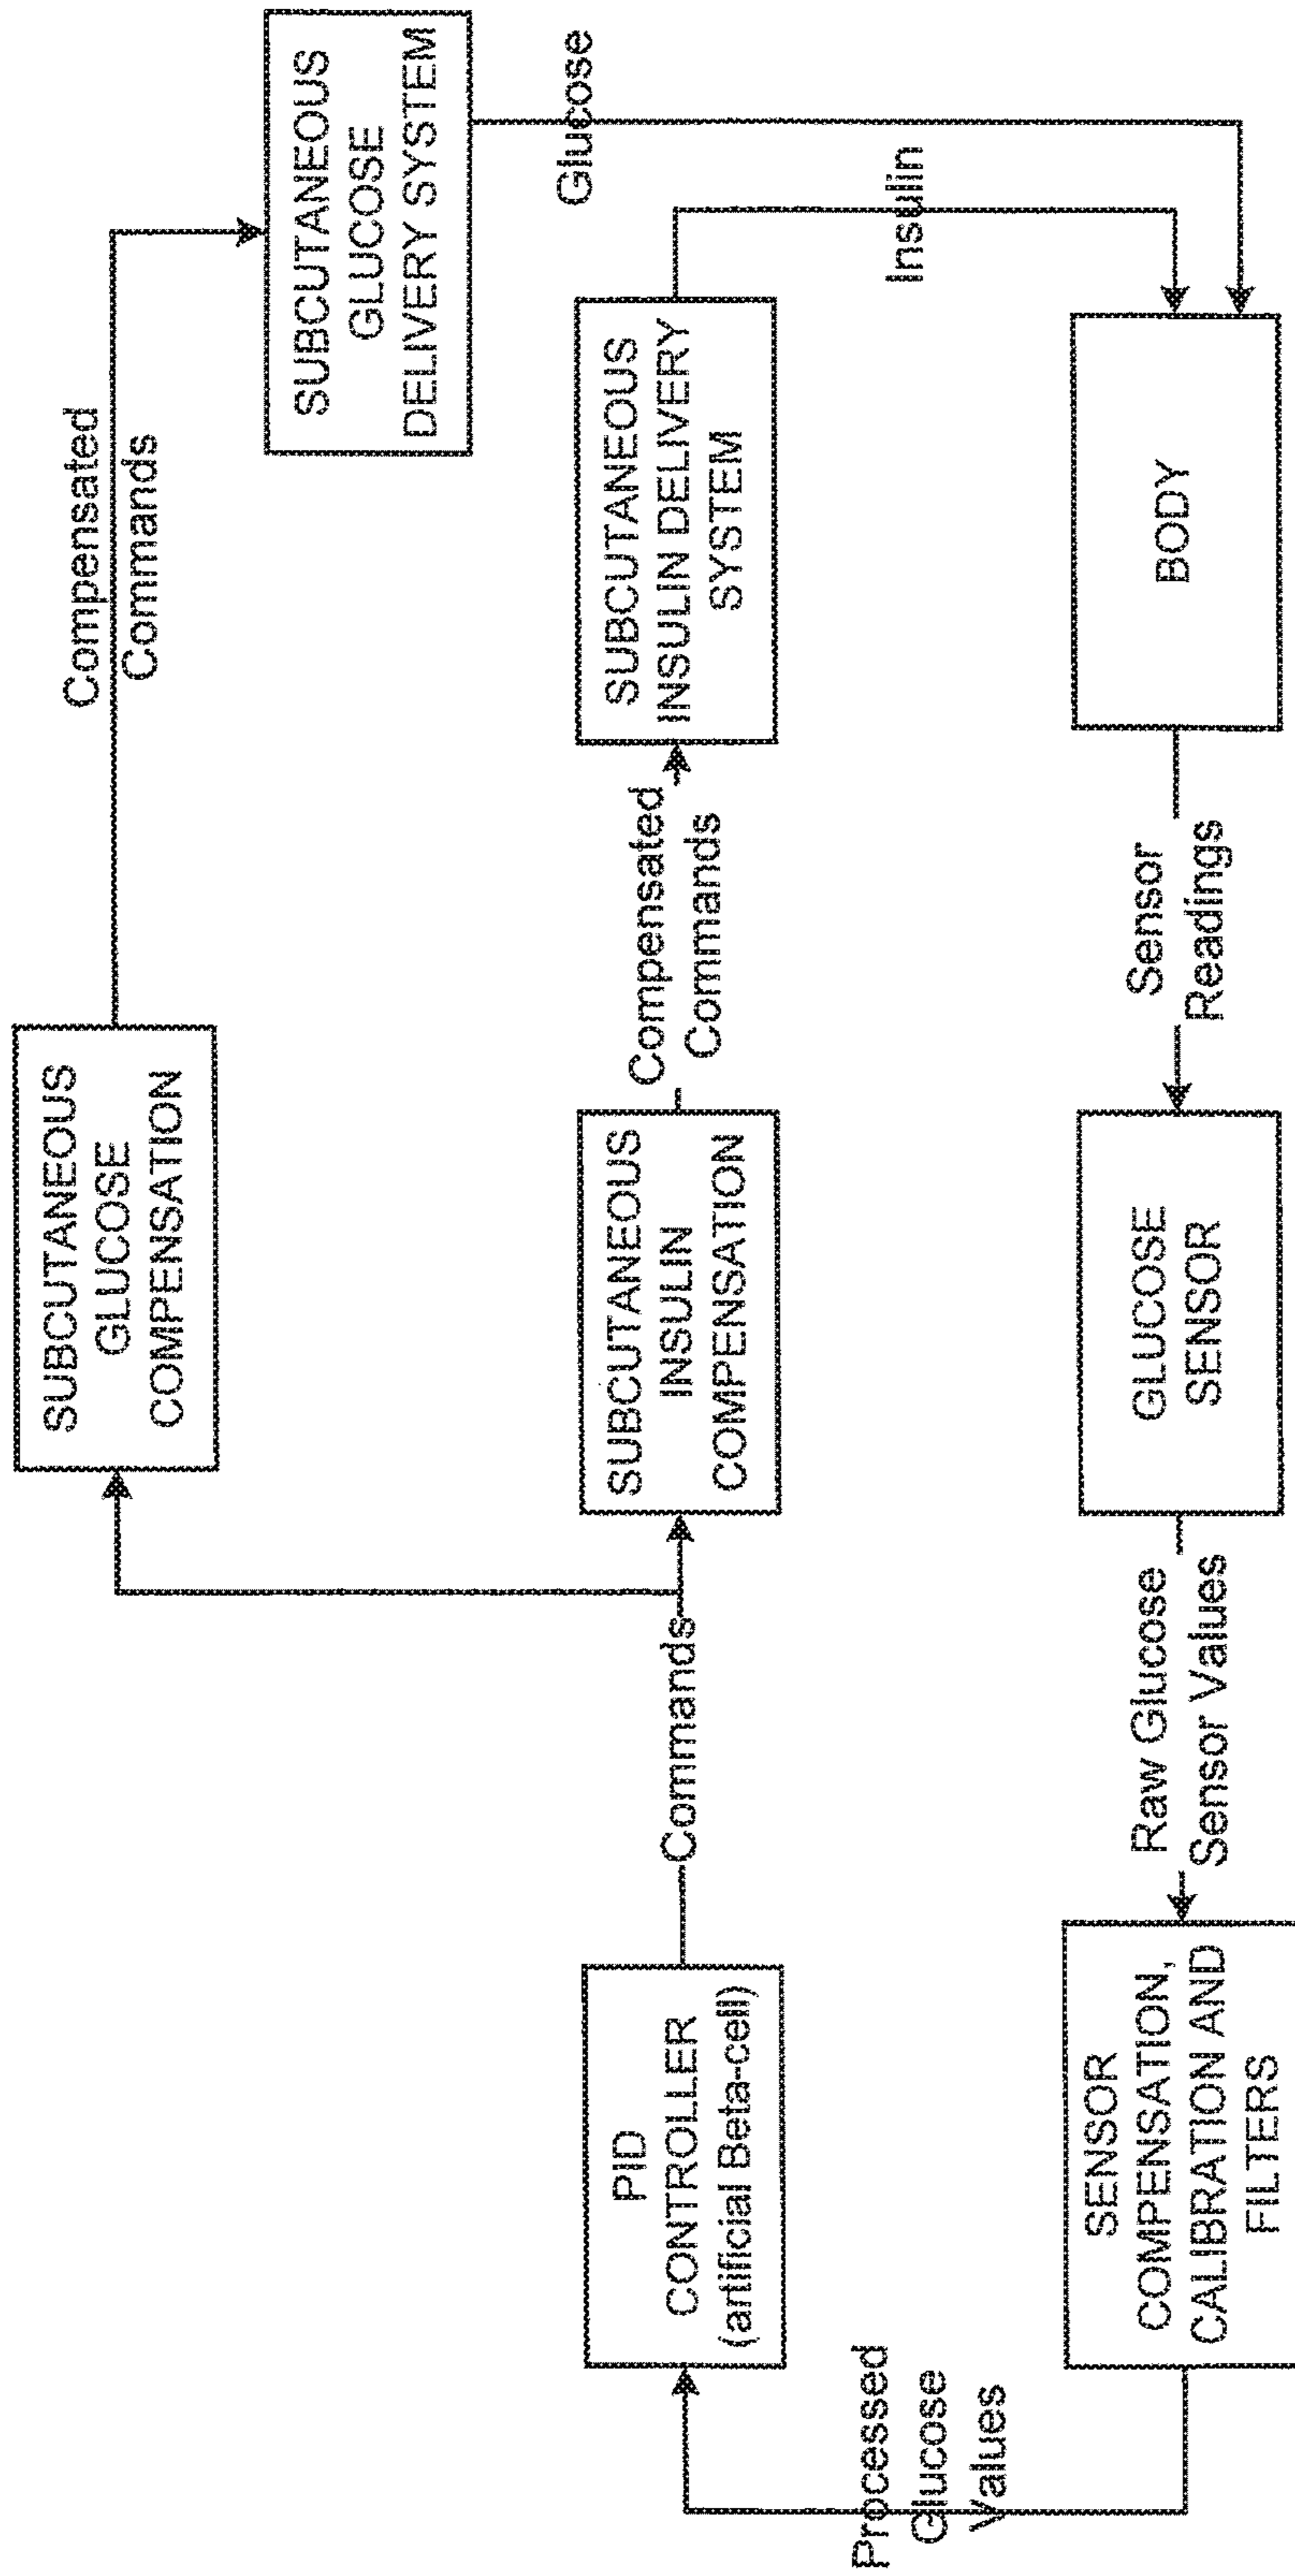 SUBCUTANEOUS
GLUCOSE
COMPENSATION
Compensated
Commands
SUBCUTANEOUS
GLUCOSE
DELIVERY SYSTEM
Glucose
PID
CONTROLLER
(artificial Beta-cell)
Commands
SUBCUTANEOUS
INSULIN
COMPENSATION
Compensated
Commands
SUBCUTANEOUS
INSULIN DELIVERY
SYSTEM
Insulin
Processed
Glucose
Values
SENSOR
COMPENSATION,
CALIBRATION AND
FILTERS
Raw Glucose
Sensor Values
GLUCOSE
SENSOR
Sensor
Readings
BODY